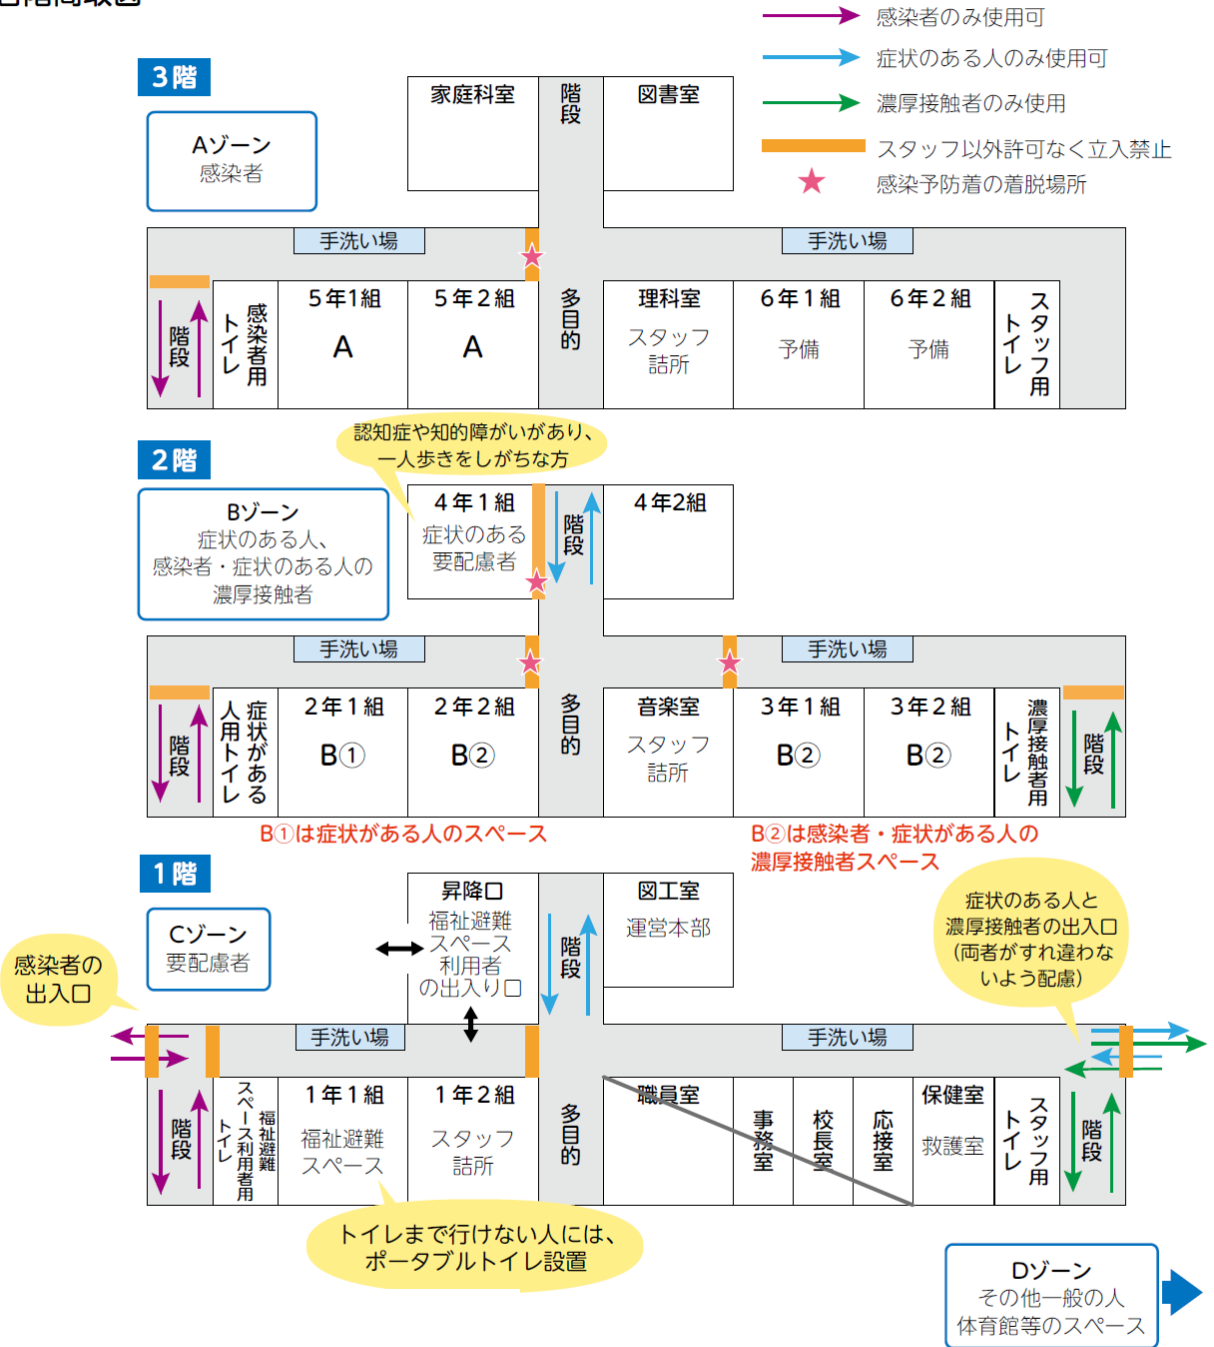 各階間取図
感染者のみ使用可
症状のある人のみ使用可
濃厚接触者のみ使用
スタッフ以外許可なく立入禁止
感染予防着の着脱場所
3階
Aゾーン
感染者
家庭科室
階段
図書室
手洗い場
手洗い場
階段
感染者用
トイレ
5年1組
A
5年2組
A
多目的
理科室
スタッフ
詰所
6年1組
予備
6年2組
予備
スタッフ用
トイレ
認知症や知的障がいがあり、
一人歩きをしがちな方
2階
Bゾーン
症状のある人、
感染者・症状のある人の
濃厚接触者
4年1組
症状のある
要配慮者
階段
4年2組
手洗い場
手洗い場
階段
症状がある
人用トイレ
2年1組
B①
2年2組
B②
多目的
音楽室
スタッフ
詰所
3年1組
B②
3年2組
B②
濃厚接触者用
トイレ
階段
B①は症状がある人のスペース
B②は感染者・症状がある人の
濃厚接触者スペース
1階
Cゾーン
要配慮者
感染者の
出入口
昇降口
福祉避難
スペース
利用者
の出入り口
階段
図工室
運営本部
症状のある人と
濃厚接触者の出入口
(両者がすれ違わな
いよう配慮)
手洗い場
手洗い場
階段
福祉避難
スペース利用者用
トイレ
1年1組
福祉避難
スペース
1年2組
スタッフ
詰所
多目的
職員室
事務室
校長室
応接室
保健室
救護室
スタッフ用
トイレ
階段
トイレまで行けない人には、
ポータブルトイレ設置
Dゾーン
その他一般の人
体育館等のスペース